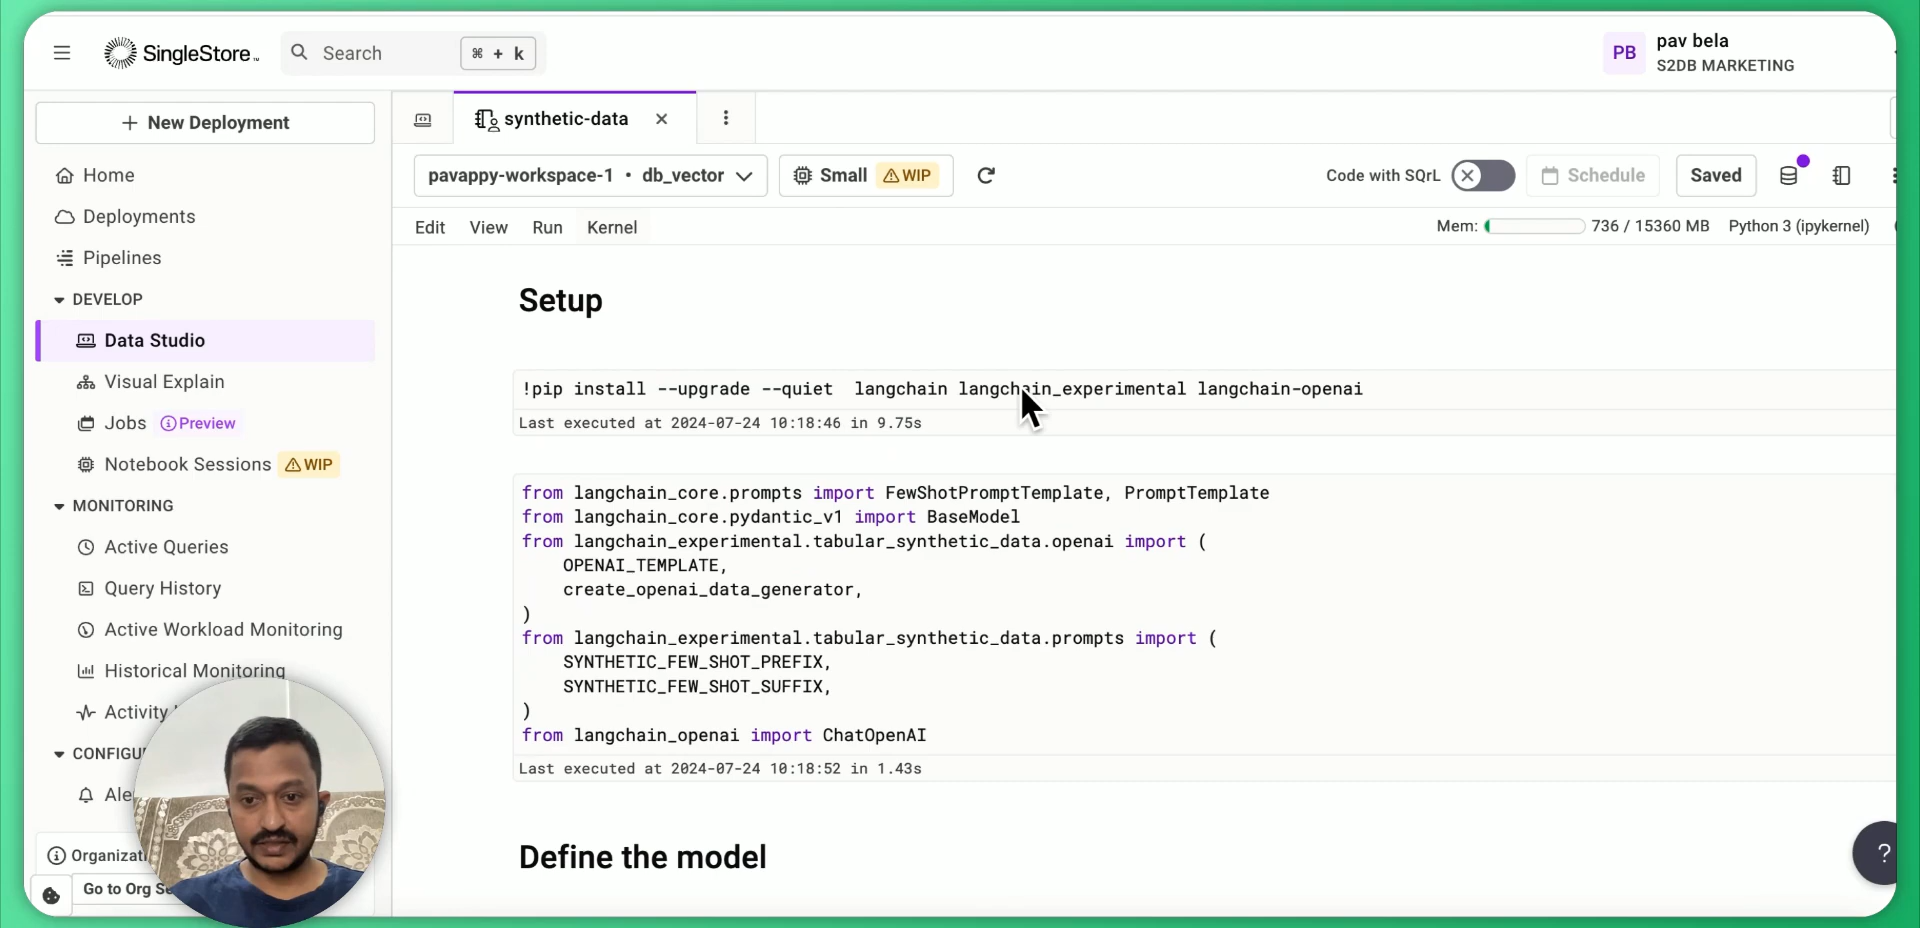 SingleStore™
Search
⌘ + k
PB
pav bela
S2DB MARKETING
+ New Deployment
Home
Deployments
Pipelines
DEVELOP
Data Studio
Visual Explain
Jobs Preview
Notebook Sessions WIP
MONITORING
Active Queries
Query History
Active Workload Monitoring
Historical Monitoring
Activity
Go to Org
synthetic-data
pavappy-workspace-1 • db_vector
Small WIP
Code with SQrL
Schedule
Saved
Edit View Run Kernel
Mem: 736 / 15360 MB
Python 3 (ipykernel)
Setup
!pip install --upgrade --quiet  langchain langchain_experimental langchain-openai
Last executed at 2024-07-24 10:18:46 in 9.75s
from langchain_core.prompts import FewShotPromptTemplate, PromptTemplate
from langchain_core.pydantic_v1 import BaseModel
from langchain_experimental.tabular_synthetic_data.openai import (
    OPENAI_TEMPLATE,
    create_openai_data_generator,
)
from langchain_experimental.tabular_synthetic_data.prompts import (
    SYNTHETIC_FEW_SHOT_PREFIX,
    SYNTHETIC_FEW_SHOT_SUFFIX,
)
from langchain_openai import ChatOpenAI
Last executed at 2024-07-24 10:18:52 in 1.43s
Define the model
?